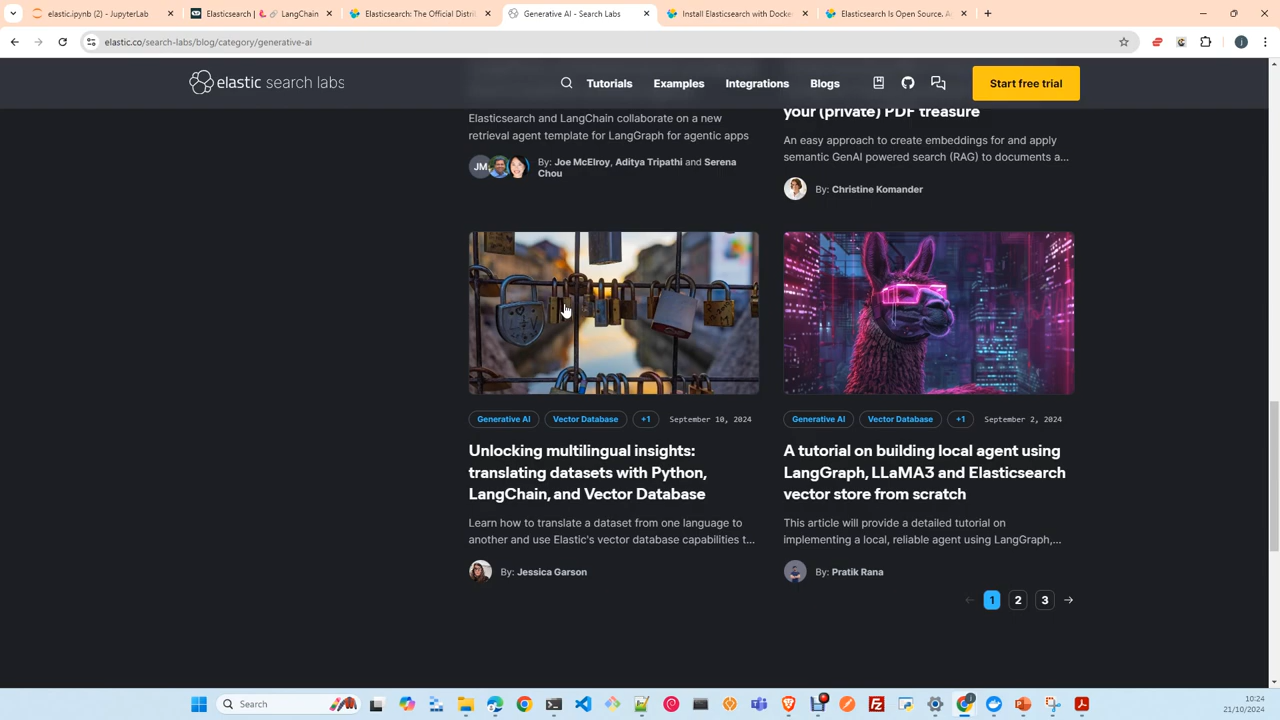 elastic.ipynb (2) - JupyterLab
Elasticsearch | 🦜️🔗 LangChain
Elasticsearch: The Official Distri
Generative AI - Search Labs
Install Elasticsearch with Docke
Elasticsearch Is Open Source. A
elastic.co/search-labs/blog/category/generative-ai
elastic search labs
Tutorials
Examples
Integrations
Blogs
Start free trial
Elasticsearch and LangChain collaborate on a new
retrieval agent template for LangGraph for agentic apps
JM
By: Joe McElroy, Aditya Tripathi and Serena
Chou
your (private) PDF treasure
An easy approach to create embeddings for and apply
semantic GenAI powered search (RAG) to documents a...
By: Christine Komander
Generative AI
Vector Database
+1
September 10, 2024
Unlocking multilingual insights:
translating datasets with Python,
LangChain, and Vector Database
Learn how to translate a dataset from one language to
another and use Elastic's vector database capabilities t...
By: Jessica Garson
Generative AI
Vector Database
+1
September 2, 2024
A tutorial on building local agent using
LangGraph, LLaMA3 and Elasticsearch
vector store from scratch
This article will provide a detailed tutorial on
implementing a local, reliable agent using LangGraph,...
By: Pratik Rana
1
2
3
Search
10:24
21/10/2024